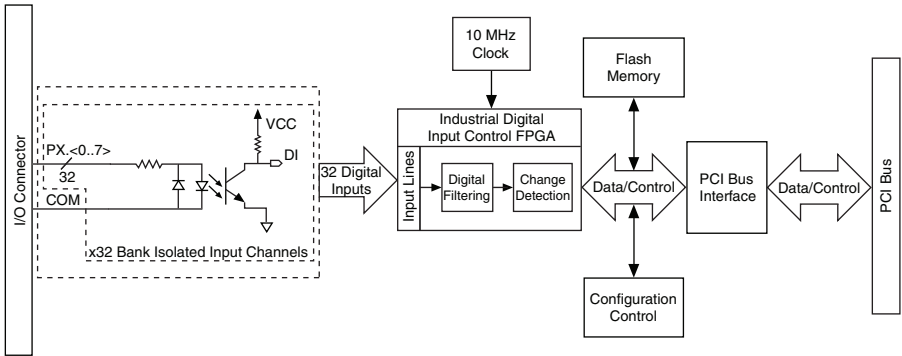 I/O Connector
PX.<0..7>
32
COM
VCC
DI
x32 Bank Isolated Input Channels
32 Digital
Inputs
10 MHz
Clock
Industrial Digital
Input Control FPGA
Input Lines
Digital
Filtering
Change
Detection
Flash
Memory
Data/Control
Configuration
Control
PCI Bus
Interface
Data/Control
PCI Bus